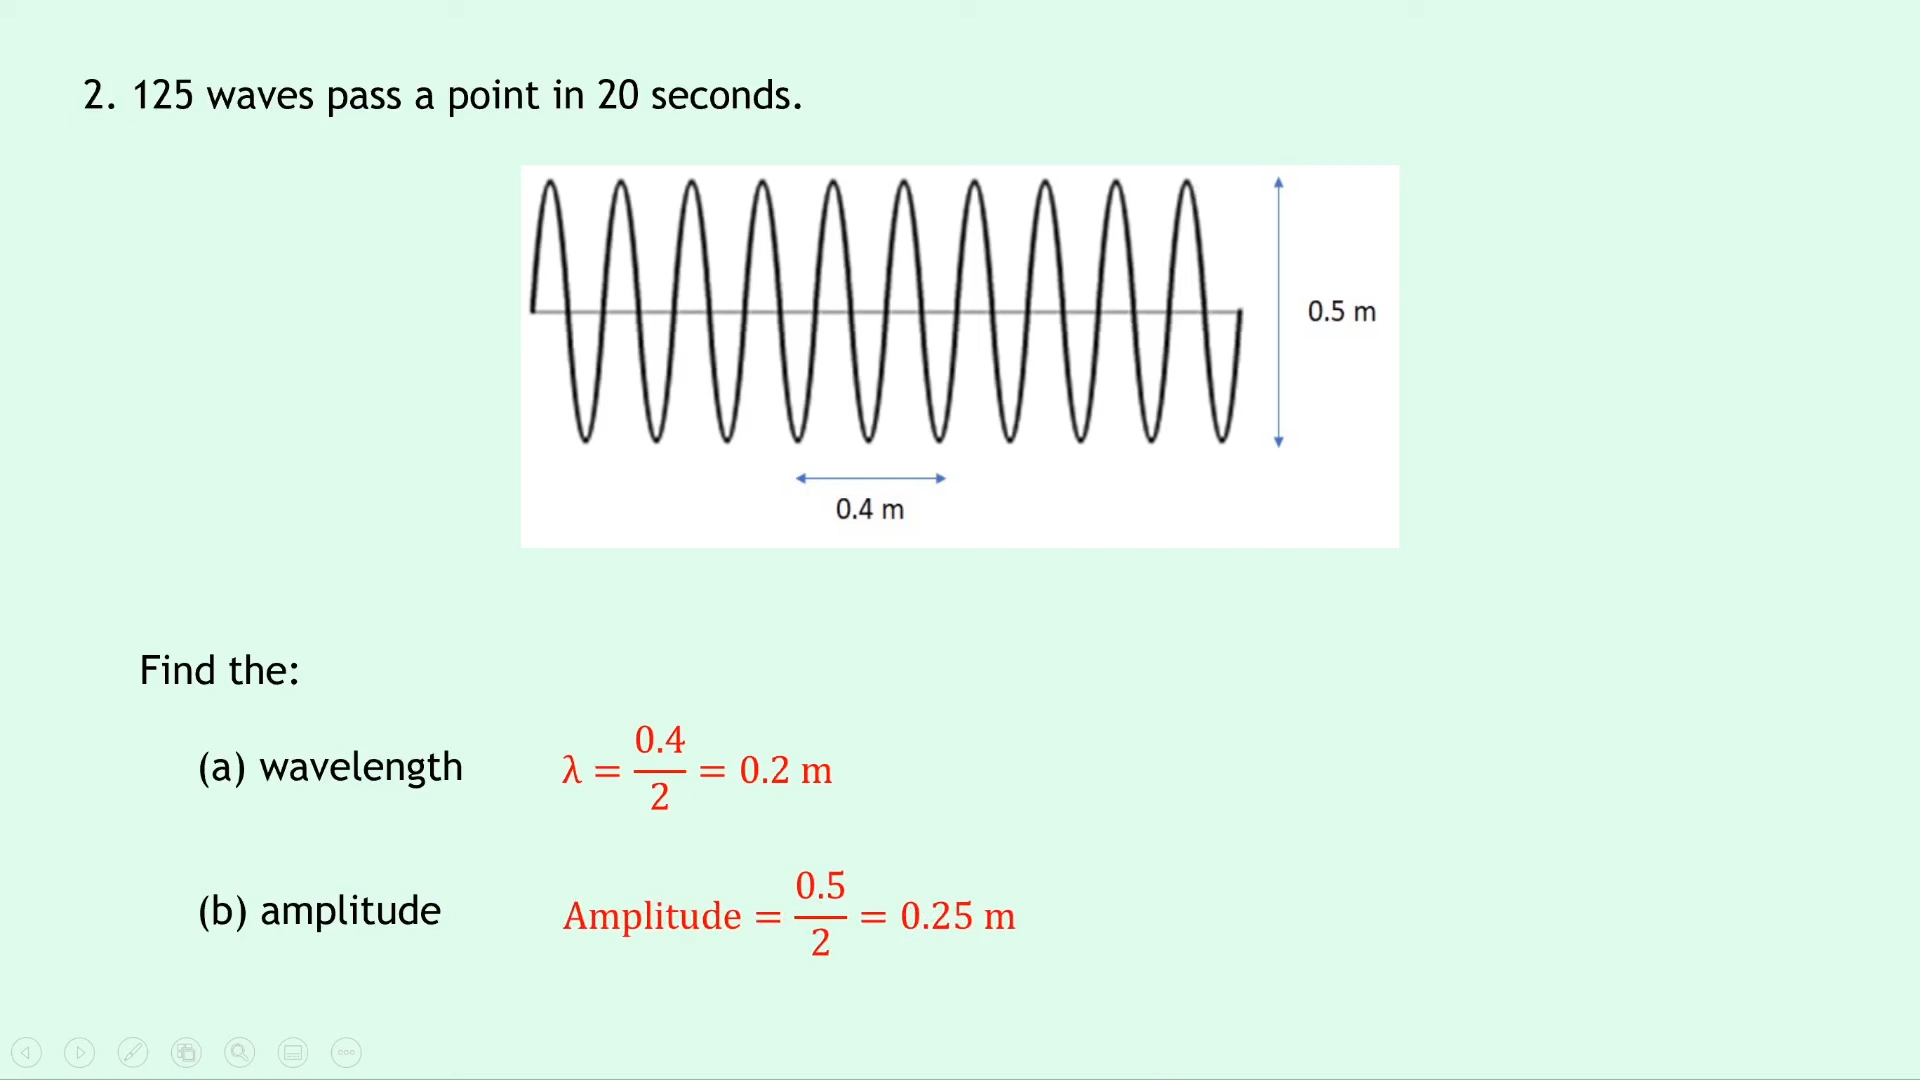 2. 125 waves pass a point in 20 seconds.
0.5 m
0.4 m
Find the:
(a) wavelength λ = 0.4/2 = 0.2 m
(b) amplitude Amplitude = 0.5/2 = 0.25 m